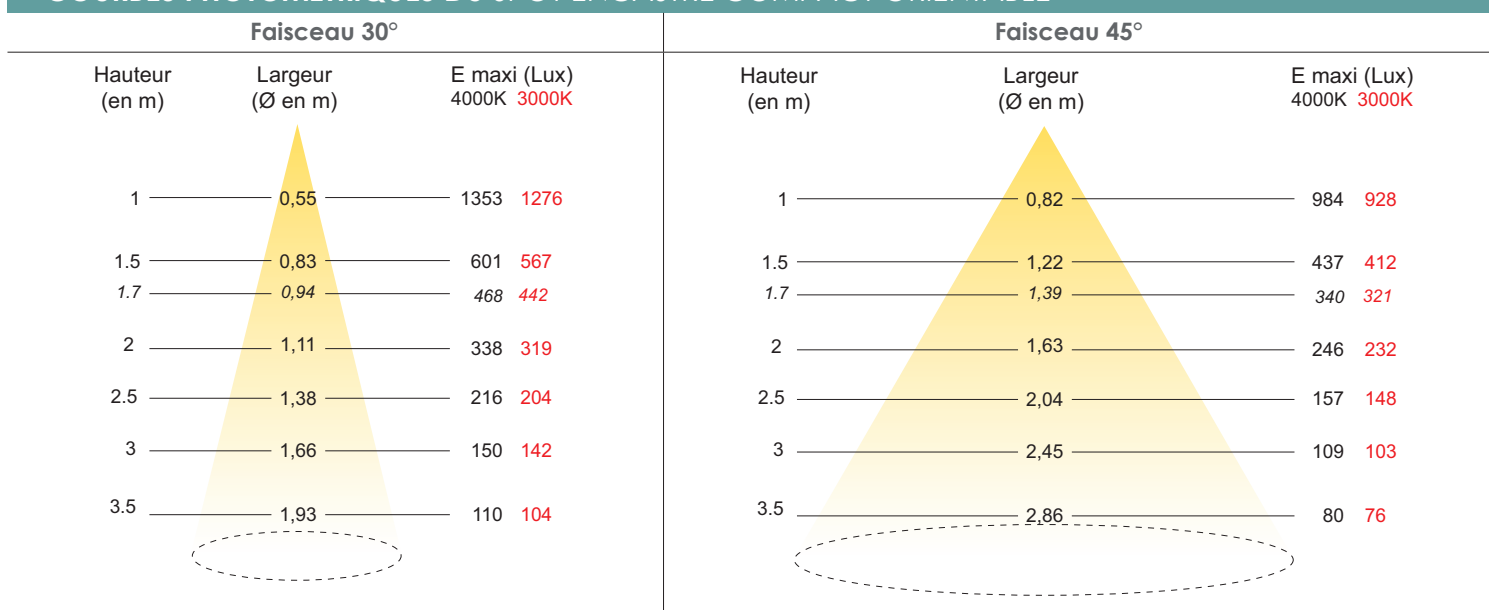 Faisceau 30°
Hauteur
(en m)
Largeur
(Ø en m)
E maxi (Lux)
4000K 3000K
1 0,55 1353 1276
1.5 0,83 601 567
1.7 0,94 468 442
2 1,11 338 319
2.5 1,38 216 204
3 1,66 150 142
3.5 1,93 110 104
Faisceau 45°
Hauteur
(en m)
Largeur
(Ø en m)
E maxi (Lux)
4000K 3000K
1 0,82 984 928
1.5 1,22 437 412
1.7 1,39 340 321
2 1,63 246 232
2.5 2,04 157 148
3 2,45 109 103
3.5 2,86 80 76